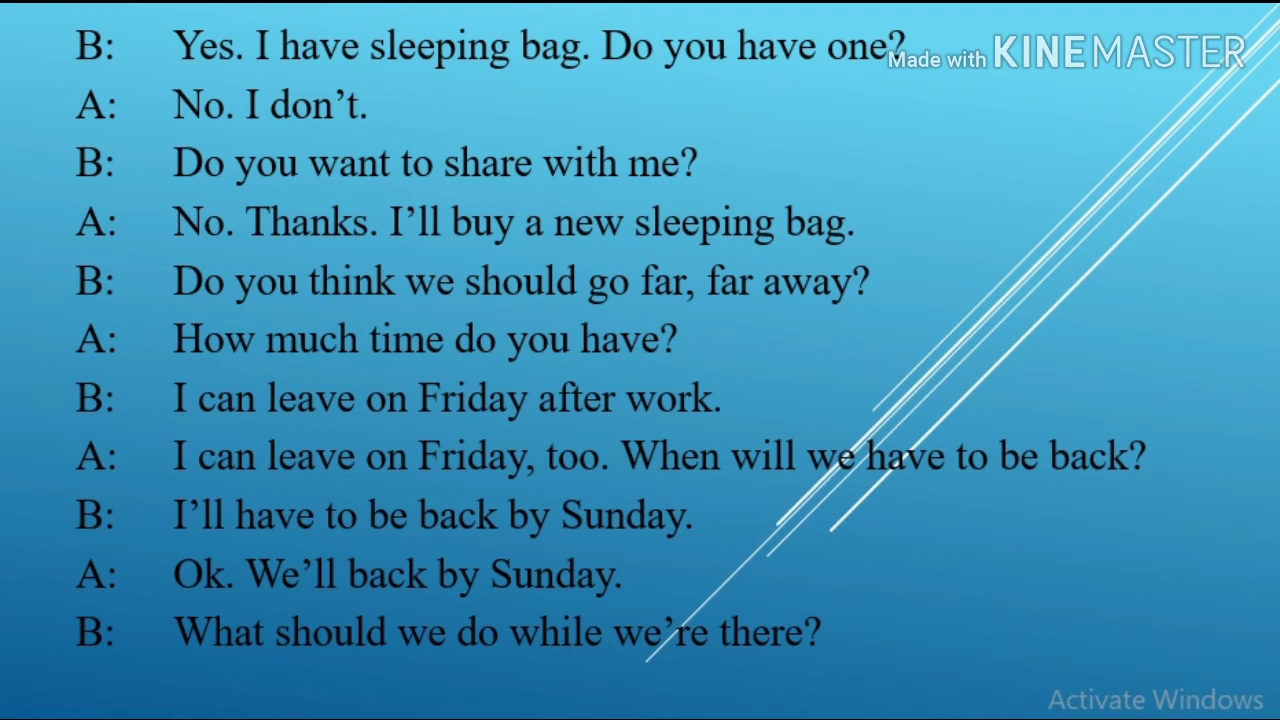 B: Yes. I have sleeping bag. Do you have one?
Made with KINEMASTER
A: No. I don’t.
B: Do you want to share with me?
A: No. Thanks. I’ll buy a new sleeping bag.
B: Do you think we should go far, far away?
A: How much time do you have?
B: I can leave on Friday after work.
A: I can leave on Friday, too. When will we have to be back?
B: I’ll have to be back by Sunday.
A: Ok. We’ll back by Sunday.
B: What should we do while we’re there?
Activate Windows